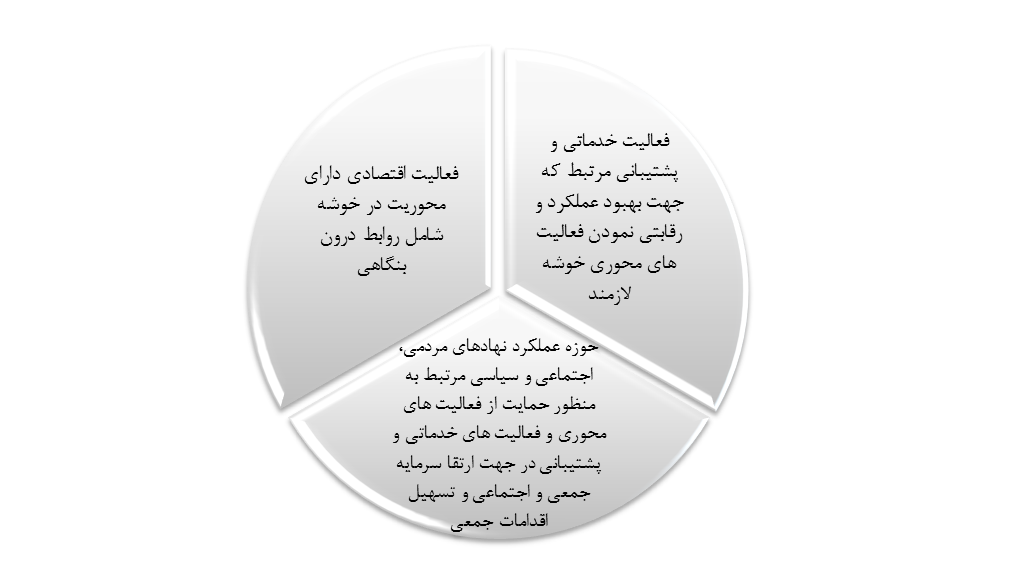 فعالیت خدماتی و
پشتیبانی مرتبط که
جهت بهبود عملکرد و
رقابتی نمودن فعالیت
های محوری خوشه
لازمند
فعالیت اقتصادی دارای
محوریت در خوشه
شامل روابط درون
بنگاهی
حوزه عملکرد نهادهای مردمی،
اجتماعی و سیاسی مرتبط به
منظور حمایت از فعالیت های
محوری و فعالیت های خدماتی و
پشتیبانی در جهت ارتقا سرمایه
جمعی و اجتماعی و تسهیل
اقدامات جمعی